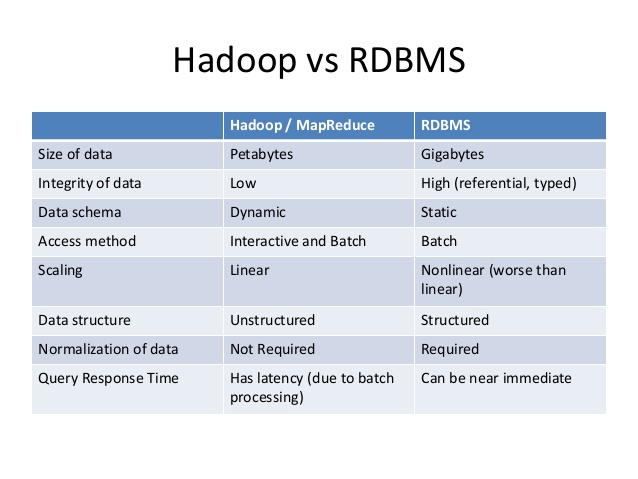 Hadoop vs RDBMS
Hadoop / MapReduce RDBMS
Size of data Petabytes Gigabytes
Integrity of data Low High (referential, typed)
Data schema Dynamic Static
Access method Interactive and Batch Batch
Scaling Linear Nonlinear (worse than
linear)
Data structure Unstructured Structured
Normalization of data Not Required Required
Query Response Time Has latency (due to batch Can be near immediate
processing)